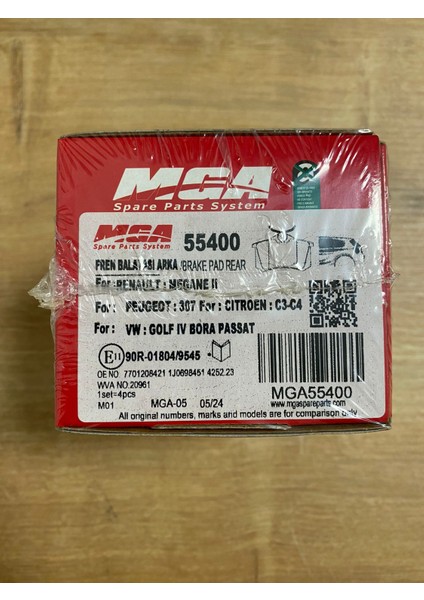 MGA
Spare Parts System
MGA
Spare Parts System
55400
FREN BALATASI ARKA /BRAKE PAD REAR
For : RENAULT : MEGANE II
For : PEUGEOT : 307 For : CITROEN : C3-C4
For : VW : GOLF IV BORA PASSAT
E11 90R-01804/9545
OE NO. 7701208421 1J0698451 4252.23
WVA NO.20961
1set=4pcs
M01 MGA-05 05/24
MGA55400
www.mgaspareparts.com
All original numbers, marks and models are for comparison only